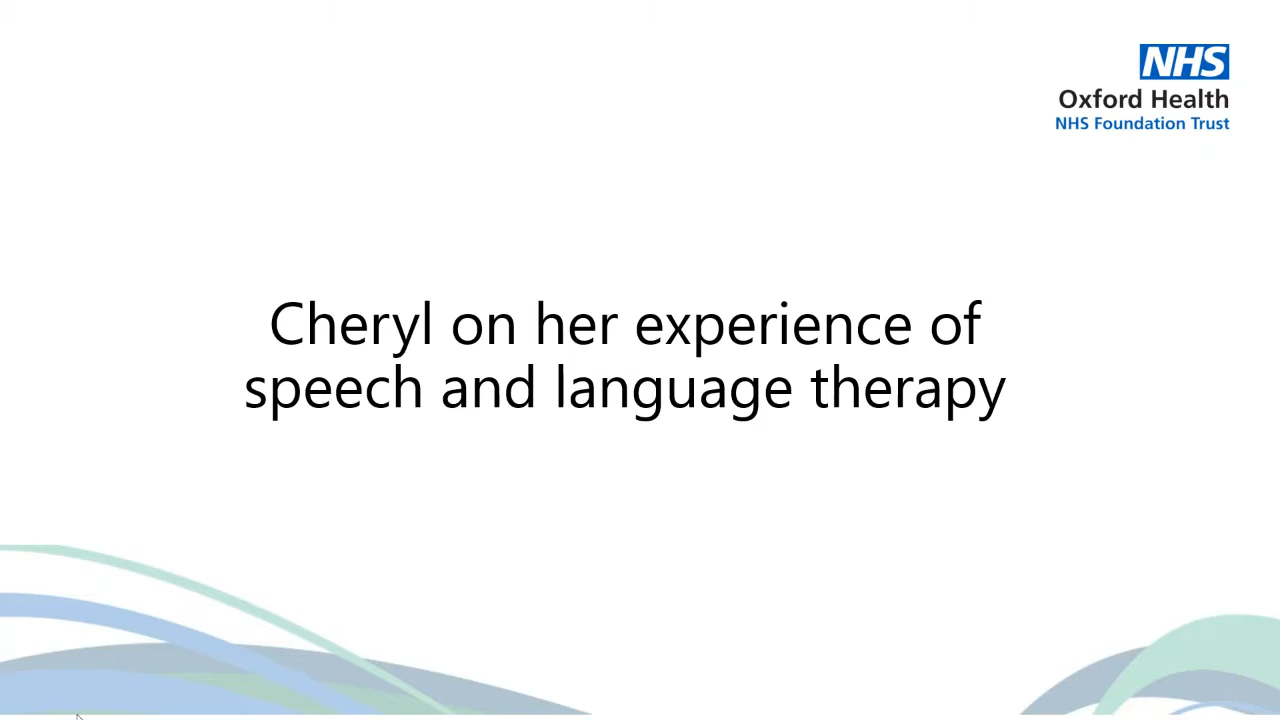 NHS
Oxford Health
NHS Foundation Trust
Cheryl on her experience of
speech and language therapy